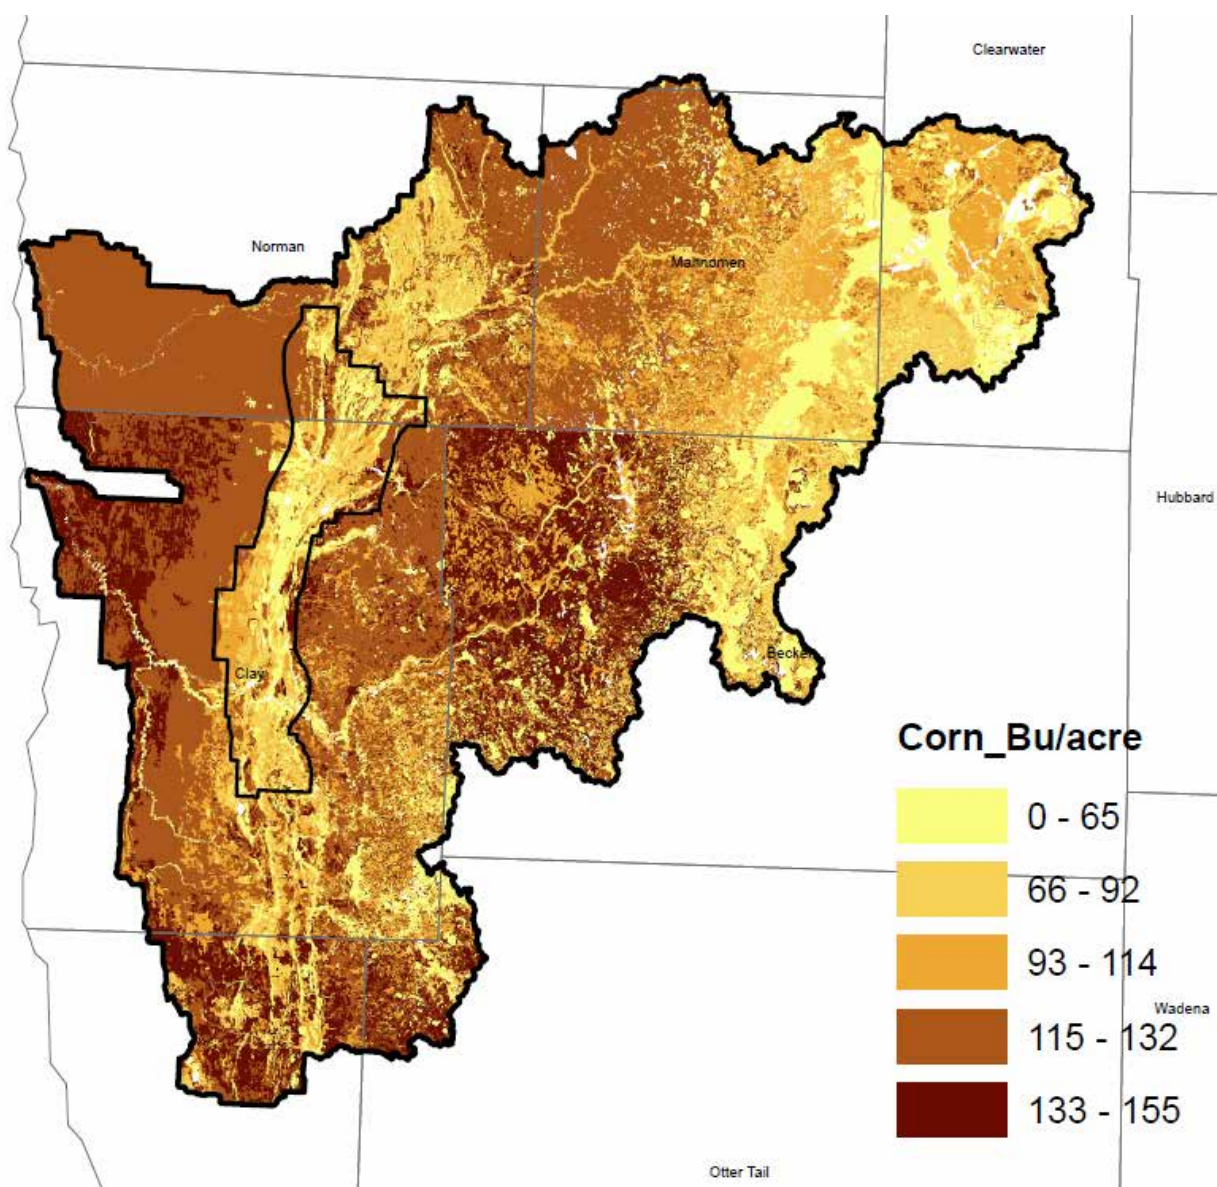 Clearwater
Norman
Mahnomen
Hubbard
Clay
Becker
Corn_Bu/acre
0 - 65
66 - 92
93 - 114
115 - 132
133 - 155
Wadena
Otter Tail